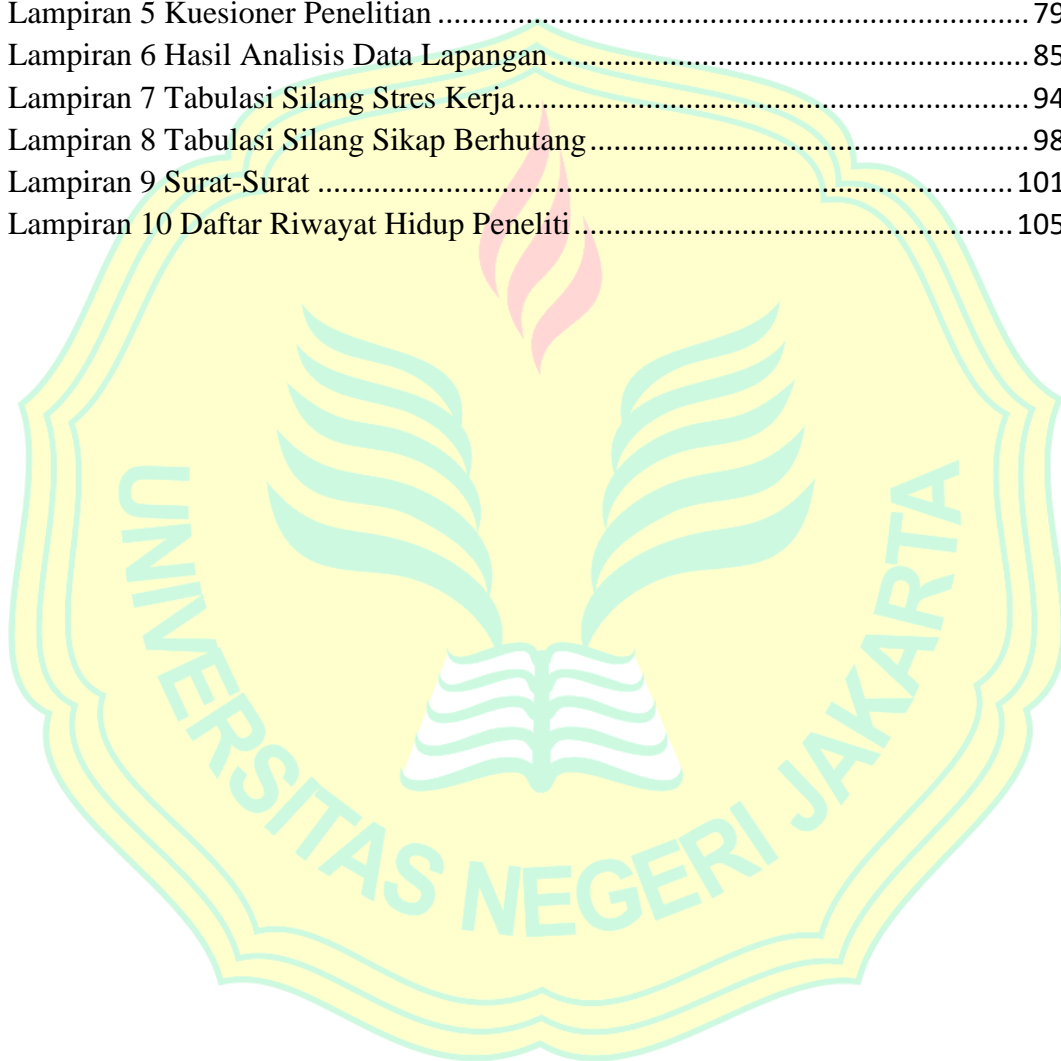 Lampiran 5 Kuesioner Penelitian ........................................................................ 79
Lampiran 6 Hasil Analisis Data Lapangan.......................................................... 85
Lampiran 7 Tabulasi Silang Stres Kerja.............................................................. 94
Lampiran 8 Tabulasi Silang Sikap Berhutang ..................................................... 98
Lampiran 9 Surat-Surat .................................................................................... 101
Lampiran 10 Daftar Riwayat Hidup Peneliti ..................................................... 105
UNIVERSITAS NEGERI JAKARTA